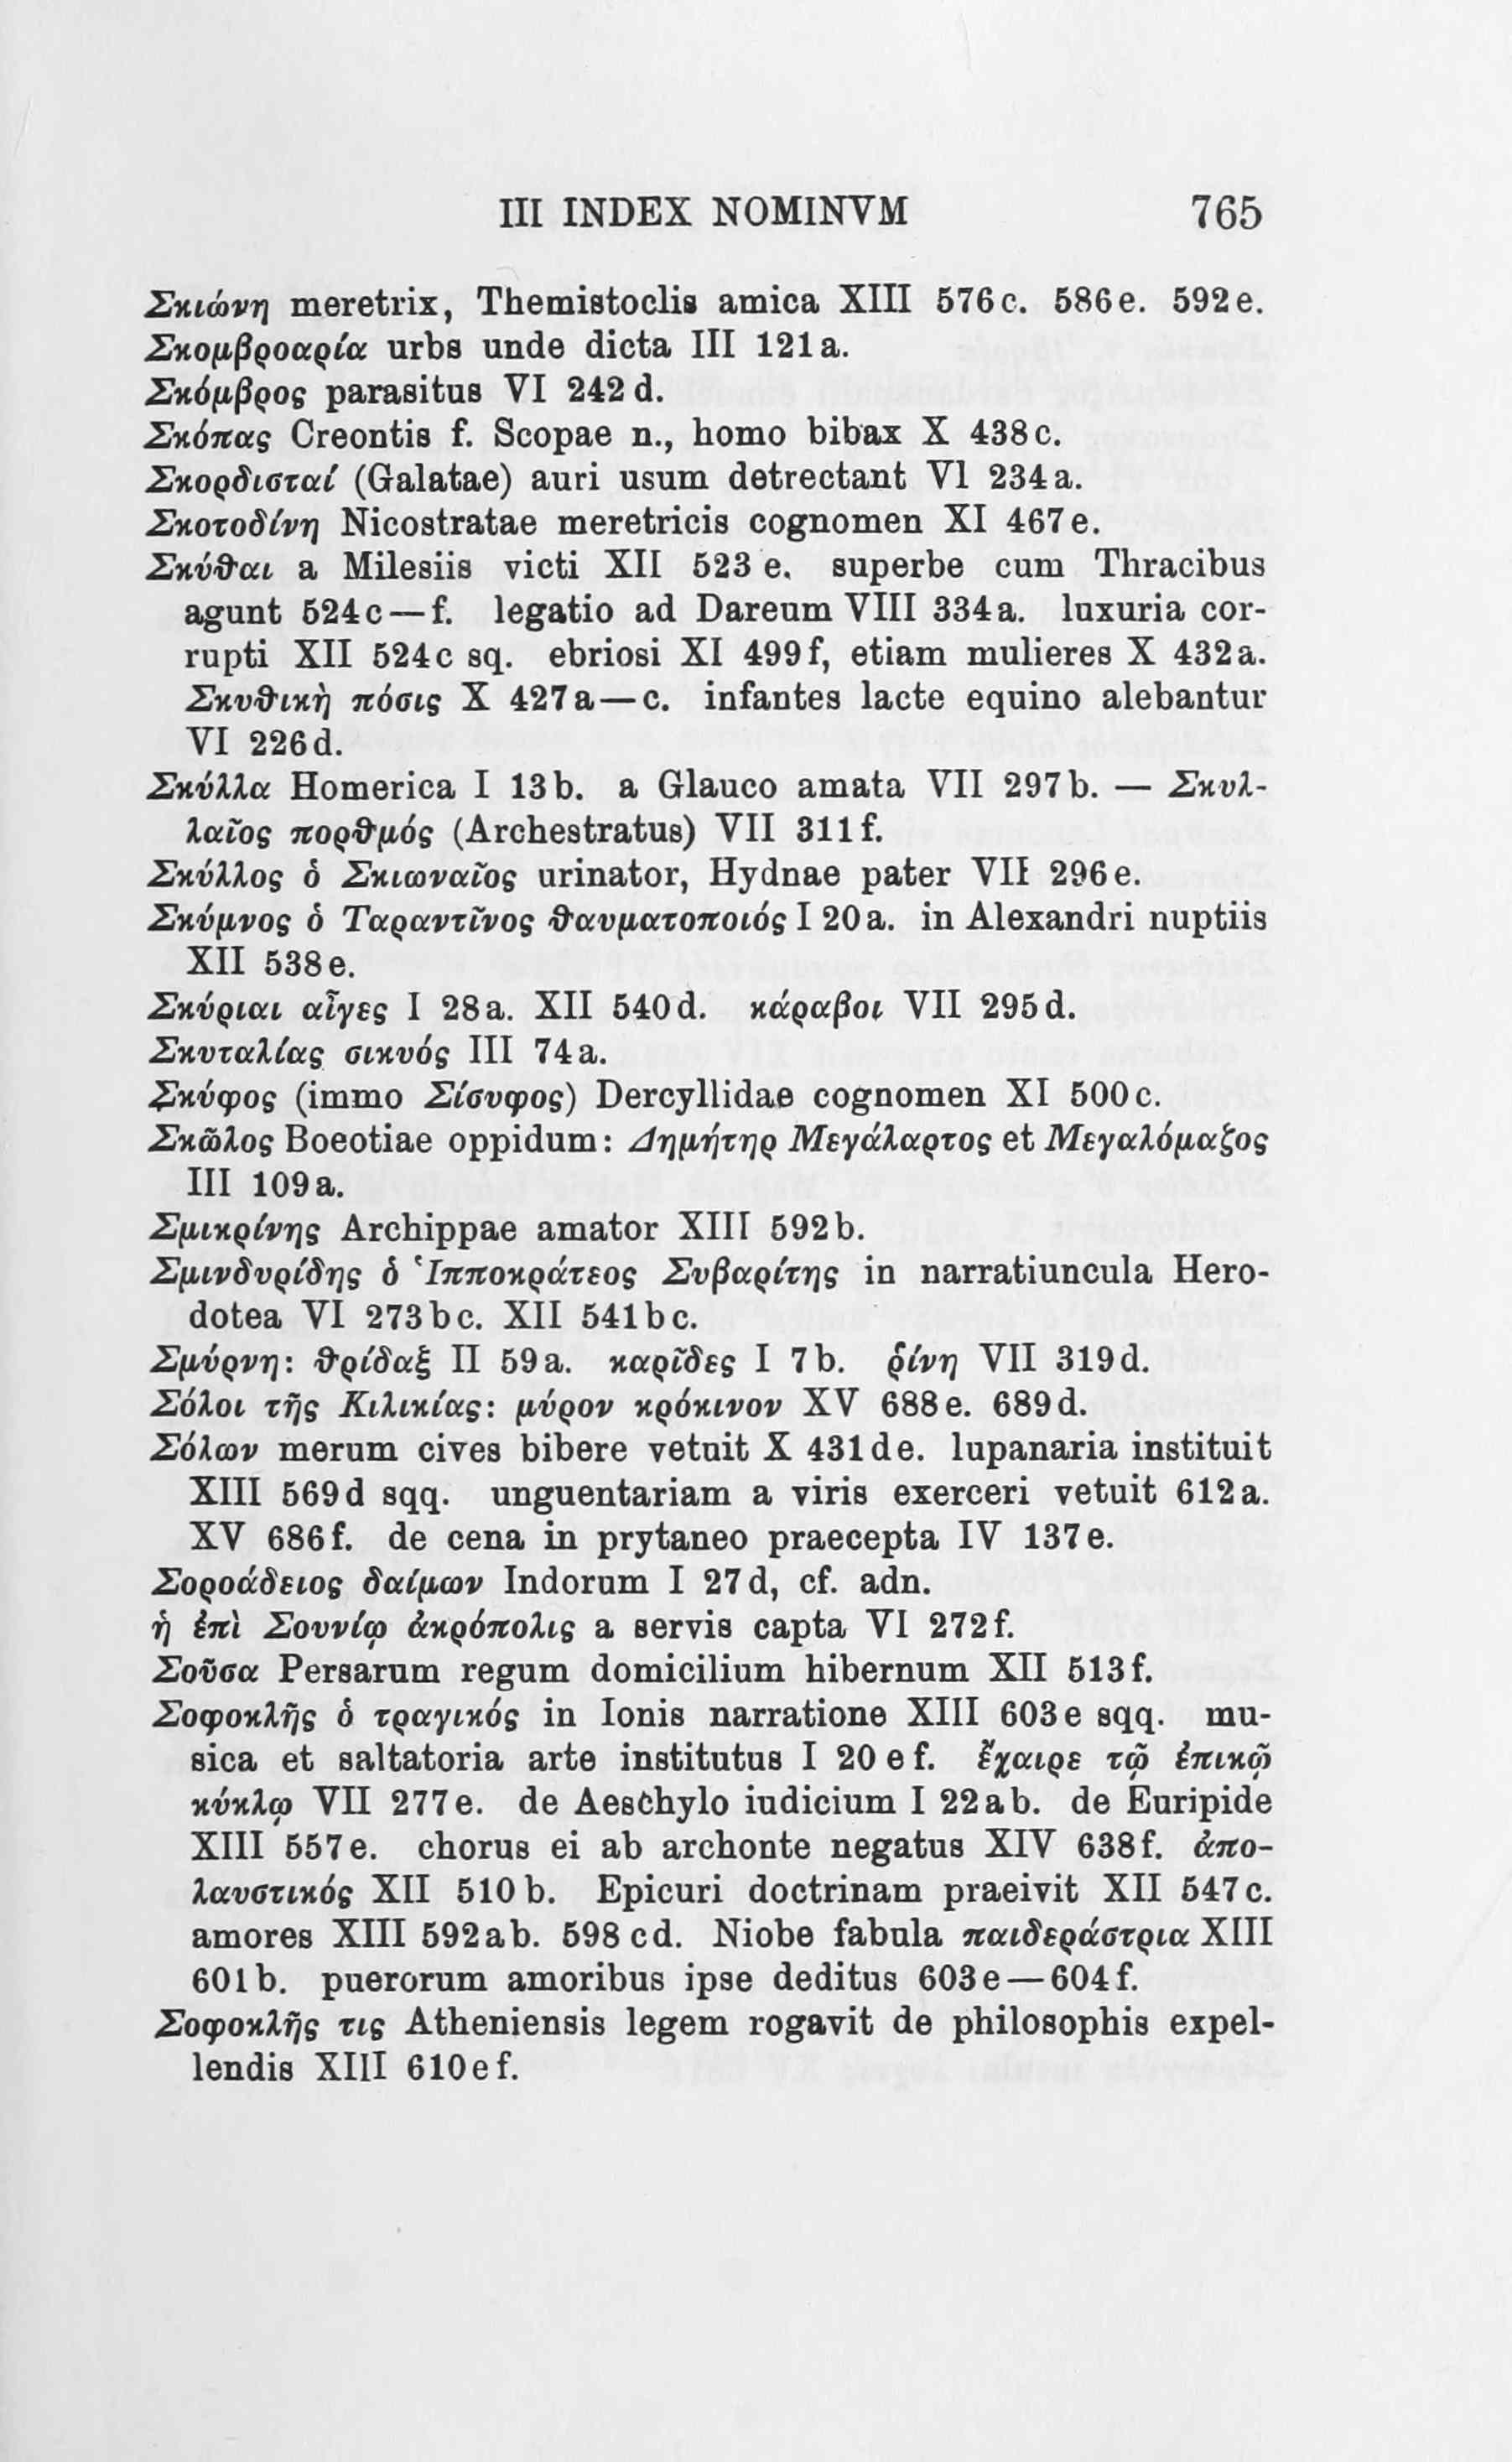 III INDEX NOMINVM 765
Σκιώνη meretrix, Themistoclis amica XIII 576c. 586e. 592e.
Σκομβροαρία urbs unde dicta III 121a.
Σκόμβρος parasitus VI 242d.
Σκόπας Creontis f. Scopae n., homo bibax X 438c.
Σκορδισταί (Galatae) auri usum detrectant VI 234a.
Σκοτοδίνη Nicostratae meretricis cognomen XI 467e.
Σκύθαι a Milesiis victi XII 523e. superbe cum Thracibus
agunt 524c—f. legatio ad Dareum VIII 334a. luxuria cor-
rupti XII 524c sq. ebriosi XI 499f, etiam mulieres X 432a.
Σκυθικὴ πόσις X 427a—c. infantes lacte equino alebantur
VI 226d.
Σκύλλα Homerica I 13b. a Glauco amata VII 297b. — Σκυλ-
λαῖος πορθμός (Archestratus) VII 311f.
Σκύλλος ὁ Σκιωναῖος urinator, Hydnae pater VII 296e.
Σκύμνος ὁ Ταραντῖνος θαυματοποιός I 20a. in Alexandri nuptiis
XII 538e.
Σκύριαι αἶγες I 28a. XII 540d. κάραβοι VII 295d.
Σκυταλίας σικυός III 74a.
Σκύφος (immo Σίσυφος) Dercyllidae cognomen XI 500c.
Σκῶλος Boeotiae oppidum: Δημήτηρ Μεγάλαρτος et Μεγαλόμαζος
III 109a.
Σμικρίνης Archippae amator XIII 592b.
Σμινδυρίδης ὁ Ἱπποκράτεος Συβαρίτης in narratiuncula Hero-
dotea VI 273bc. XII 541bc.
Σμύρνη: θρίδαξ II 59a. καρῖδες I 7b. ῥίνη VII 319d.
Σόλοι τῆς Κιλικίας: μύρον κρόκινον XV 688e. 689d.
Σόλων merum cives bibere vetuit X 431de. lupanaria instituit
XIII 569d sqq. unguentariam a viris exerceri vetuit 612a.
XV 686f. de cena in prytaneo praecepta IV 137e.
Σοροάδειος δαίμων Indorum I 27d, cf. adn.
ἡ ἐπὶ Σουνίῳ ἀκρόπολις a servis capta VI 272f.
Σοῦσα Persarum regum domicilium hibernum XII 513f.
Σοφοκλῆς ὁ τραγικός in Ionis narratione XIII 603e sqq. mu-
sica et saltatoria arte institutus I 20ef. ἔχαιρε τῷ ἐπικῷ
κύκλῳ VII 277e. de Aeschylo iudicium I 22ab. de Euripide
XIII 557e. chorus ei ab archonte negatus XIV 638f. ἀπο-
λαυστικός XII 510b. Epicuri doctrinam praeivit XII 547c.
amores XIII 592ab. 598cd. Niobe fabula παιδεράστρια XIII
601b. puerorum amoribus ipse deditus 603e—604f.
Σοφοκλῆς τις Atheniensis legem rogavit de philosophis expel-
lendis XIII 610ef.